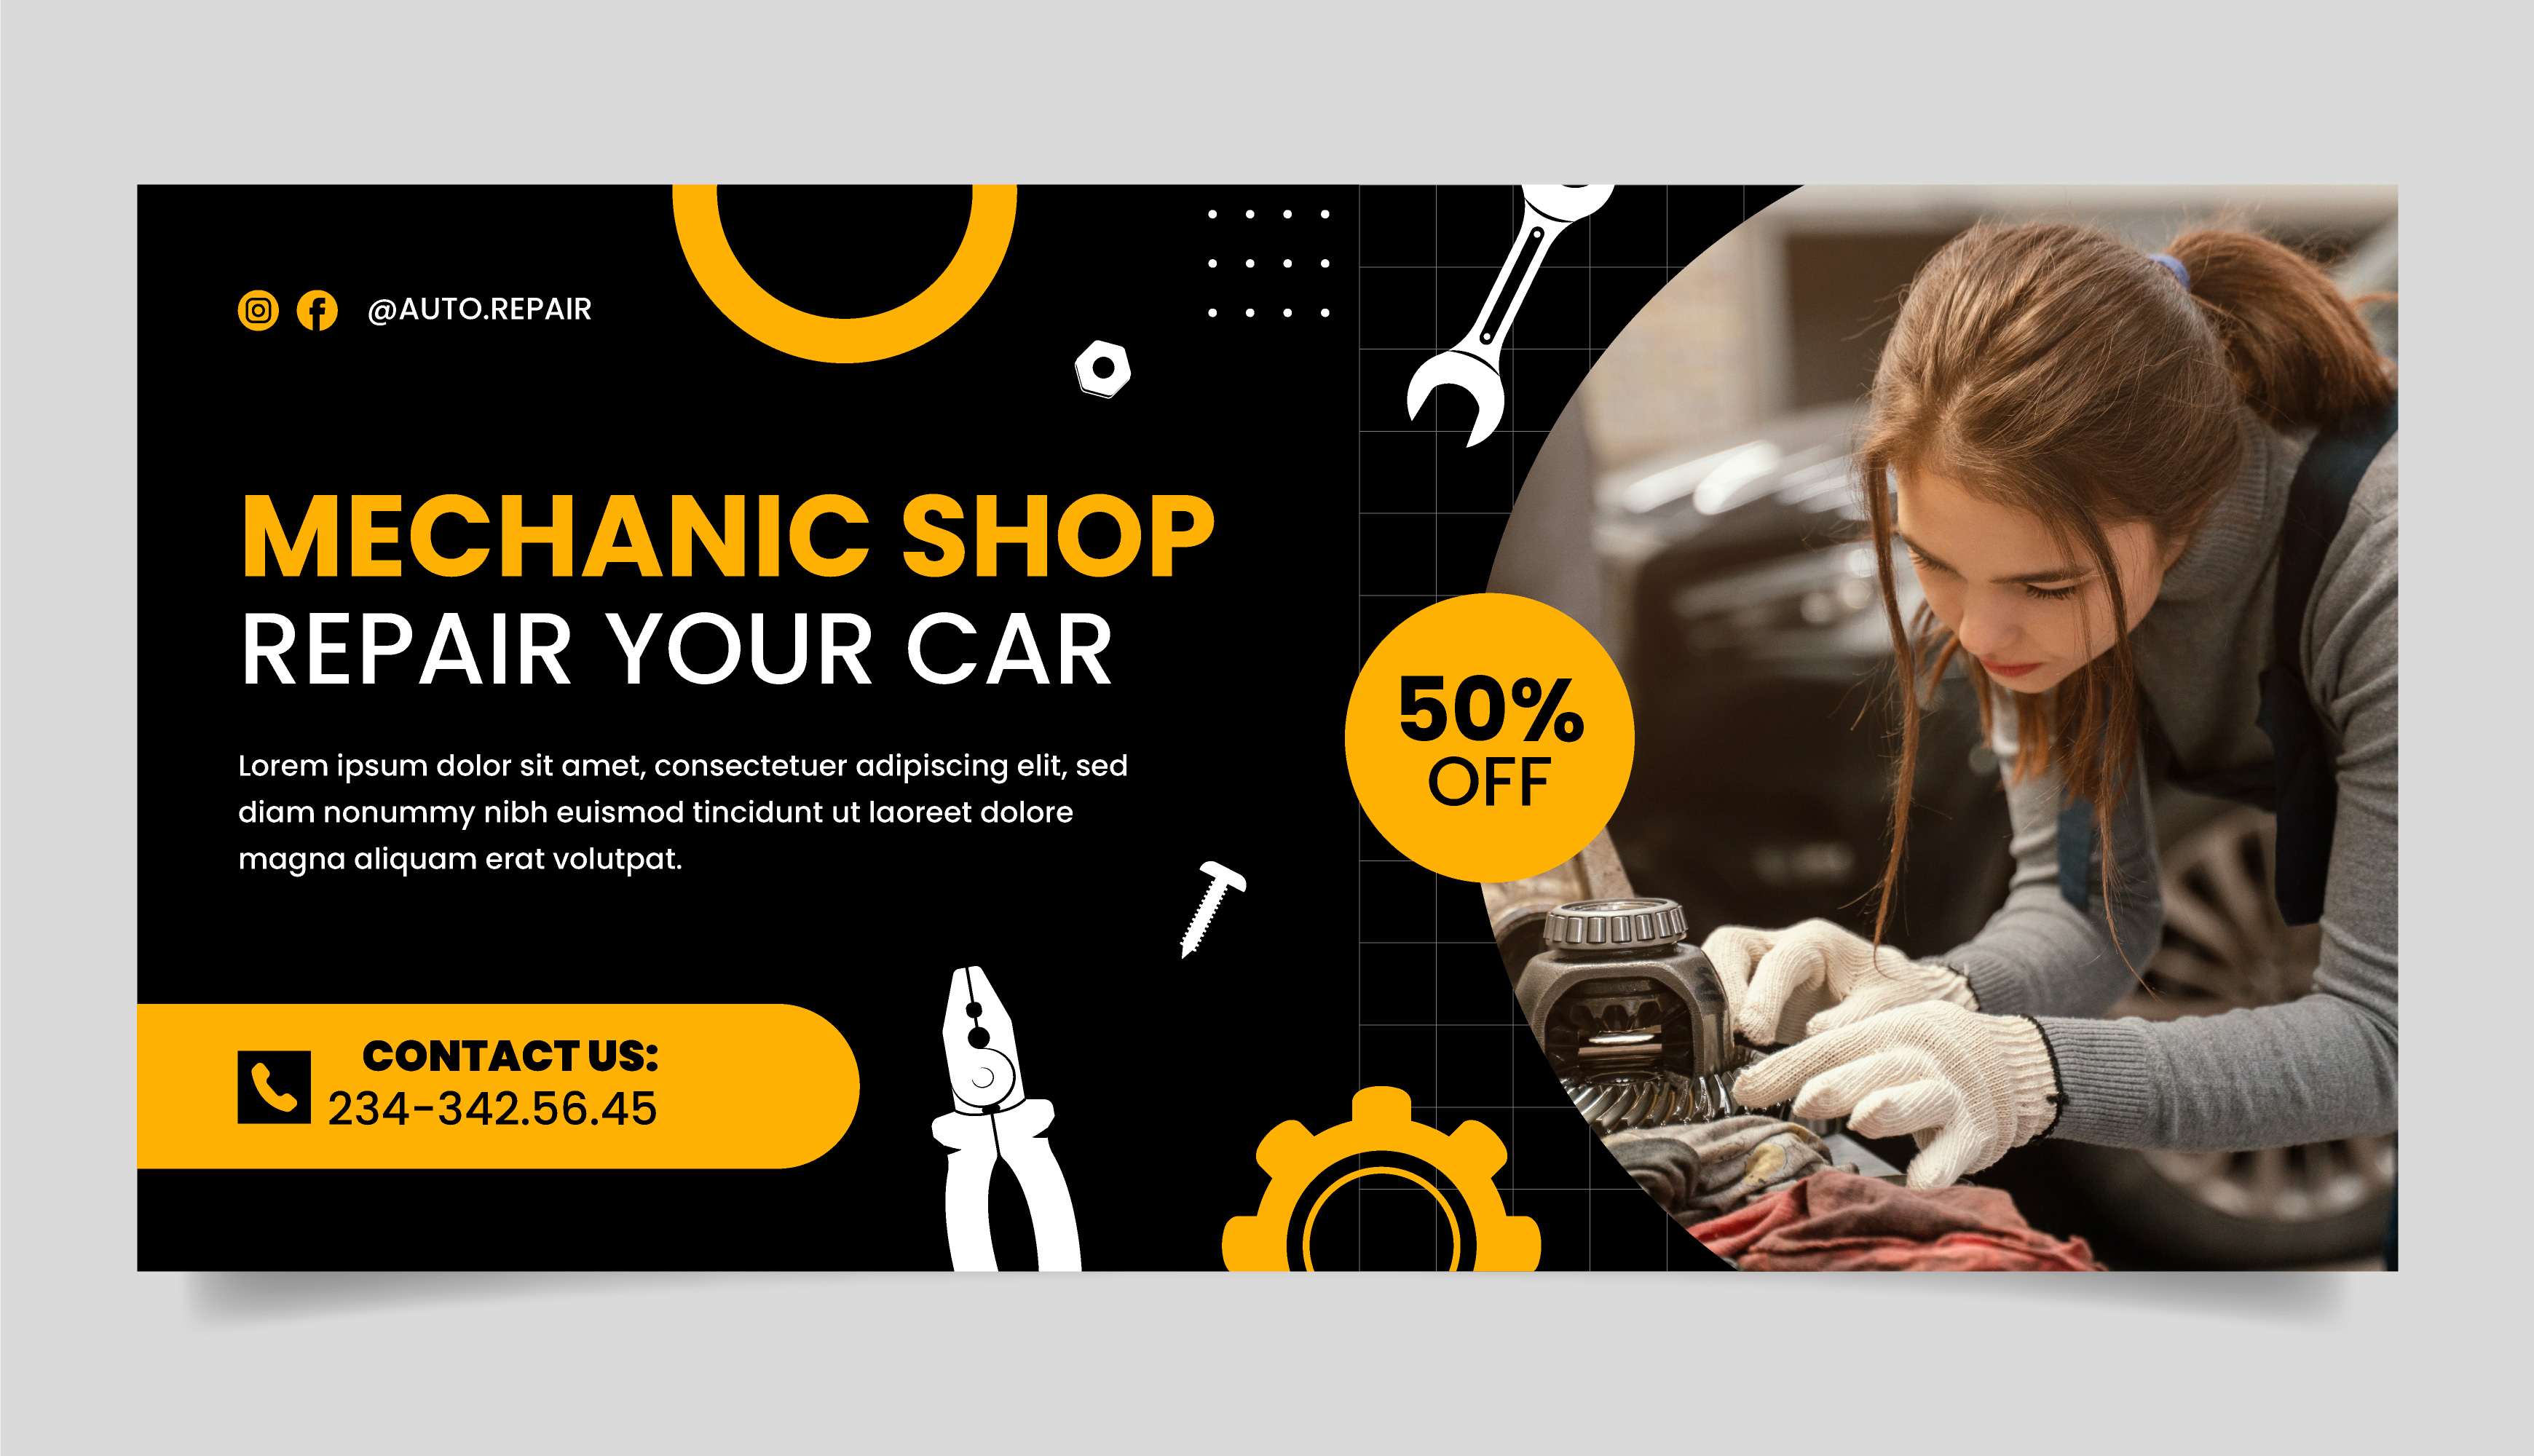 @AUTO.REPAIR
MECHANIC SHOP
REPAIR YOUR CAR
Lorem ipsum dolor sit amet, consectetuer adipiscing elit, sed
diam nonummy nibh euismod tincidunt ut laoreet dolore
magna aliquam erat volutpat.
50%
OFF
CONTACT US:
234-342.56.45